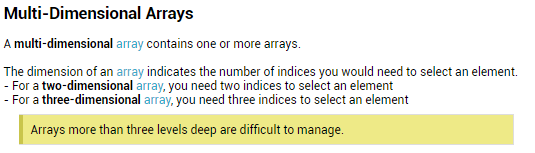 Multi-Dimensional Arrays
A multi-dimensional array contains one or more arrays.
The dimension of an array indicates the number of indices you would need to select an element.
- For a two-dimensional array, you need two indices to select an element
- For a three-dimensional array, you need three indices to select an element
Arrays more than three levels deep are difficult to manage.